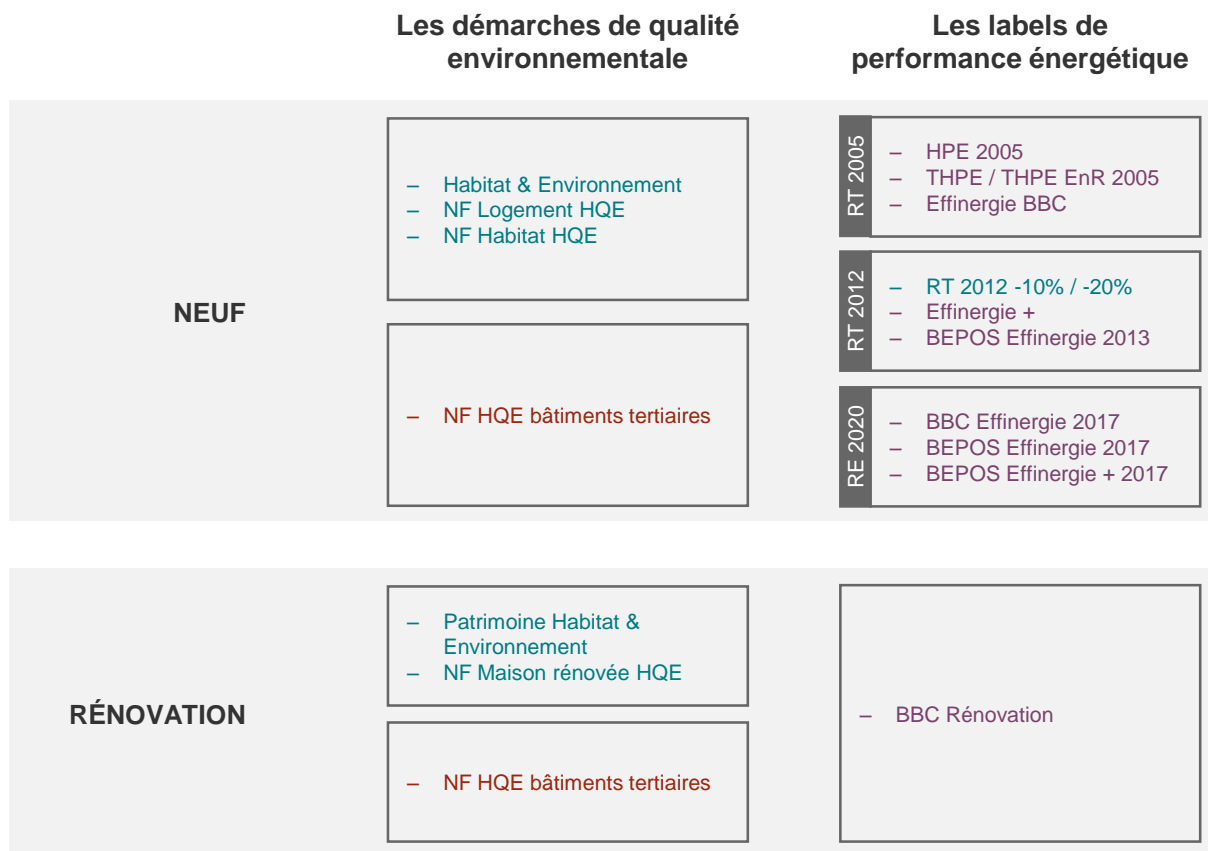 Les démarches de qualité
environnementale
Les labels de
performance énergétique
NEUF
– Habitat & Environnement
– NF Logement HQE
– NF Habitat HQE
– NF HQE bâtiments tertiaires
RT 2005
– HPE 2005
– THPE / THPE EnR 2005
– Effinergie BBC
RT 2012
– RT 2012 -10% / -20%
– Effinergie +
– BEPOS Effinergie 2013
RE 2020
– BBC Effinergie 2017
– BEPOS Effinergie 2017
– BEPOS Effinergie + 2017
RÉNOVATION
– Patrimoine Habitat &
Environnement
– NF Maison rénovée HQE
– NF HQE bâtiments tertiaires
– BBC Rénovation